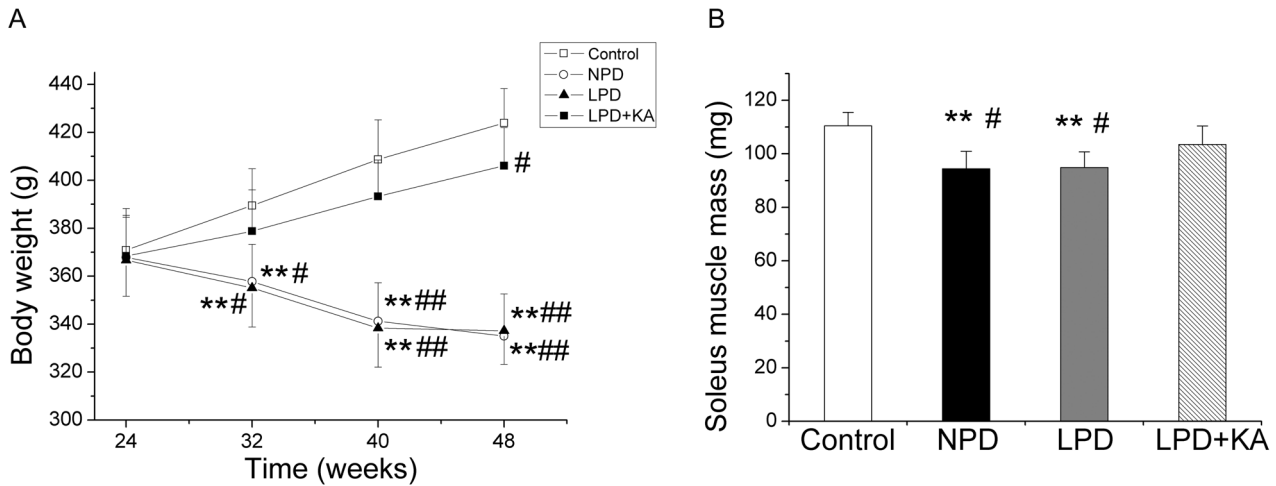 A
Control
NPD
LPD
LPD+KA
Body weight (g)
440
420
400
380
360
340
320
300
#
**#
**#
**##
**##
**##
**##
24
32
40
48
Time (weeks)
B
Soleus muscle mass (mg)
120
100
80
60
40
20
0
** #
** #
Control
NPD
LPD
LPD+KA